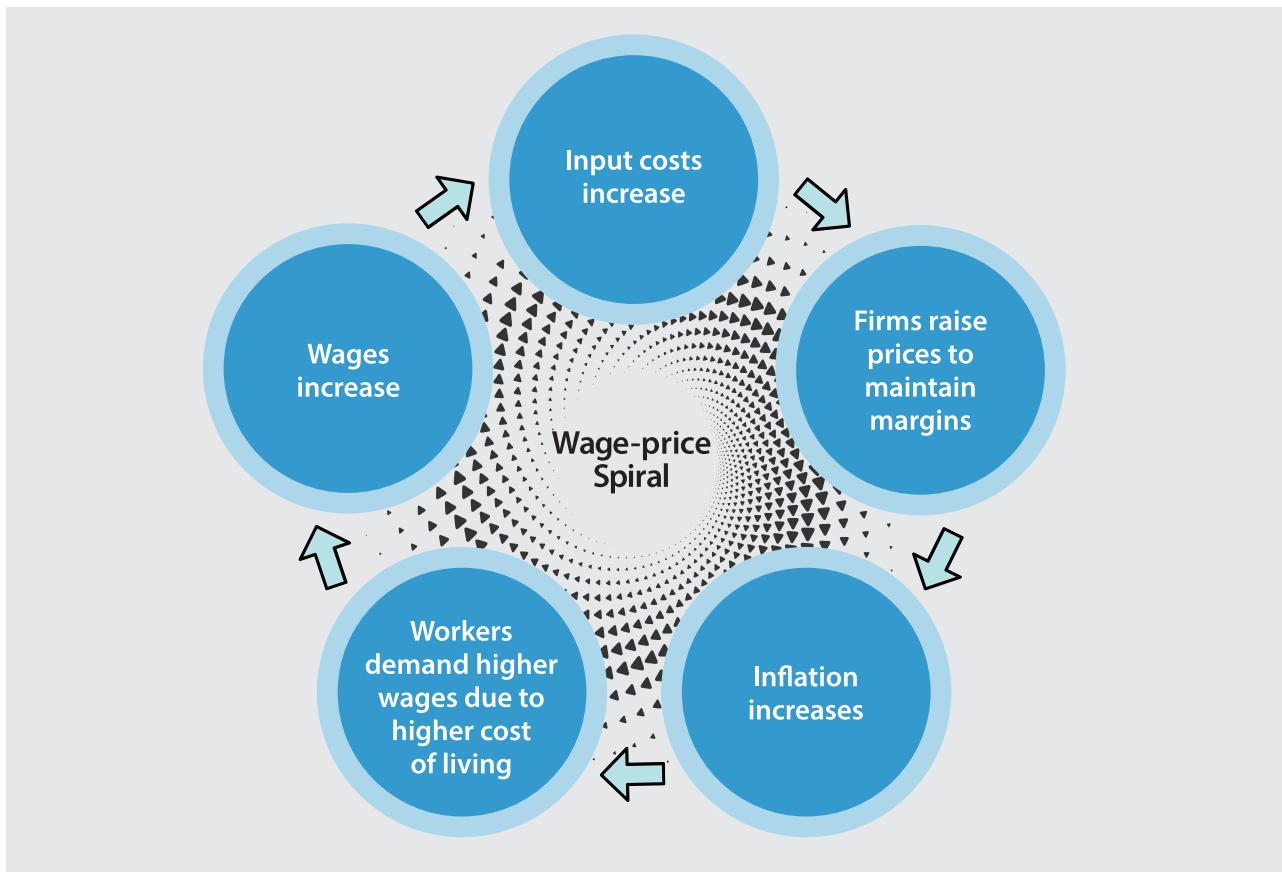 Input costs
increase
Firms raise
prices to
maintain
margins
Inflation
increases
Workers
demand higher
wages due to
higher cost
of living
Wages
increase
Wage-price
Spiral